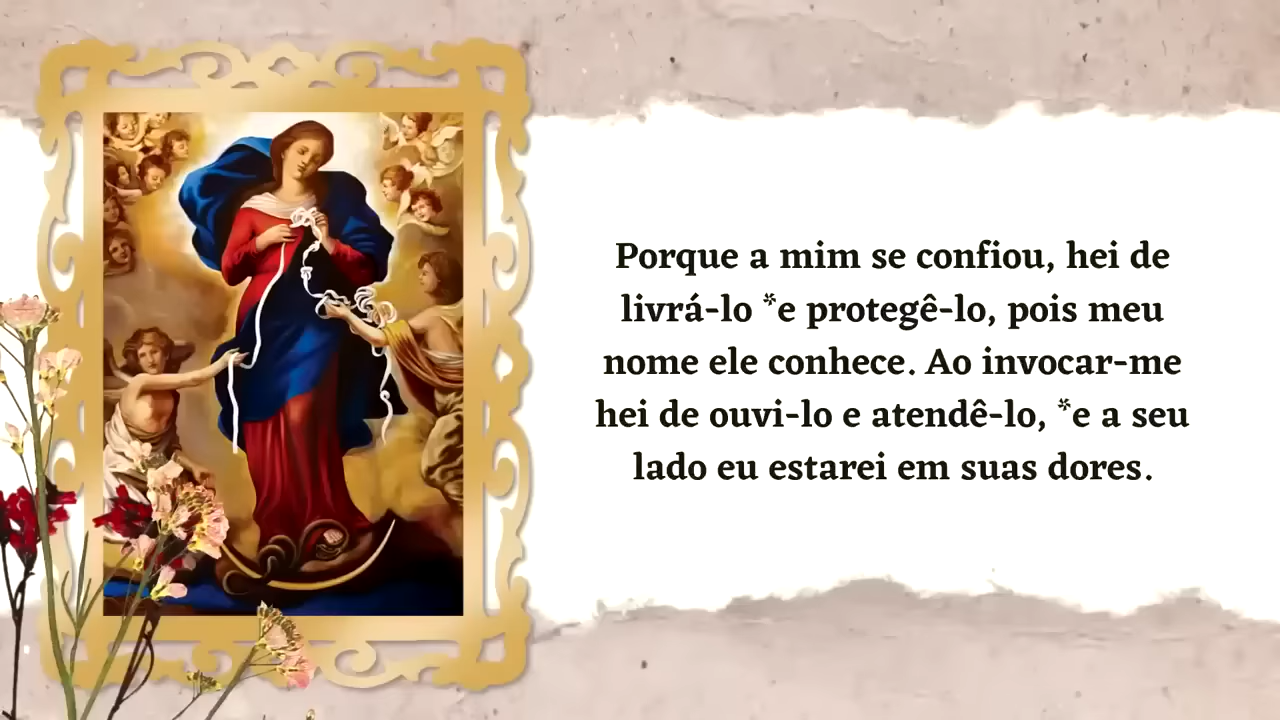 Porque a mim se confiou, hei de
livrá-lo *e protegê-lo, pois meu
nome ele conhece. Ao invocar-me
hei de ouvi-lo e atendê-lo, *e a seu
lado eu estarei em suas dores.